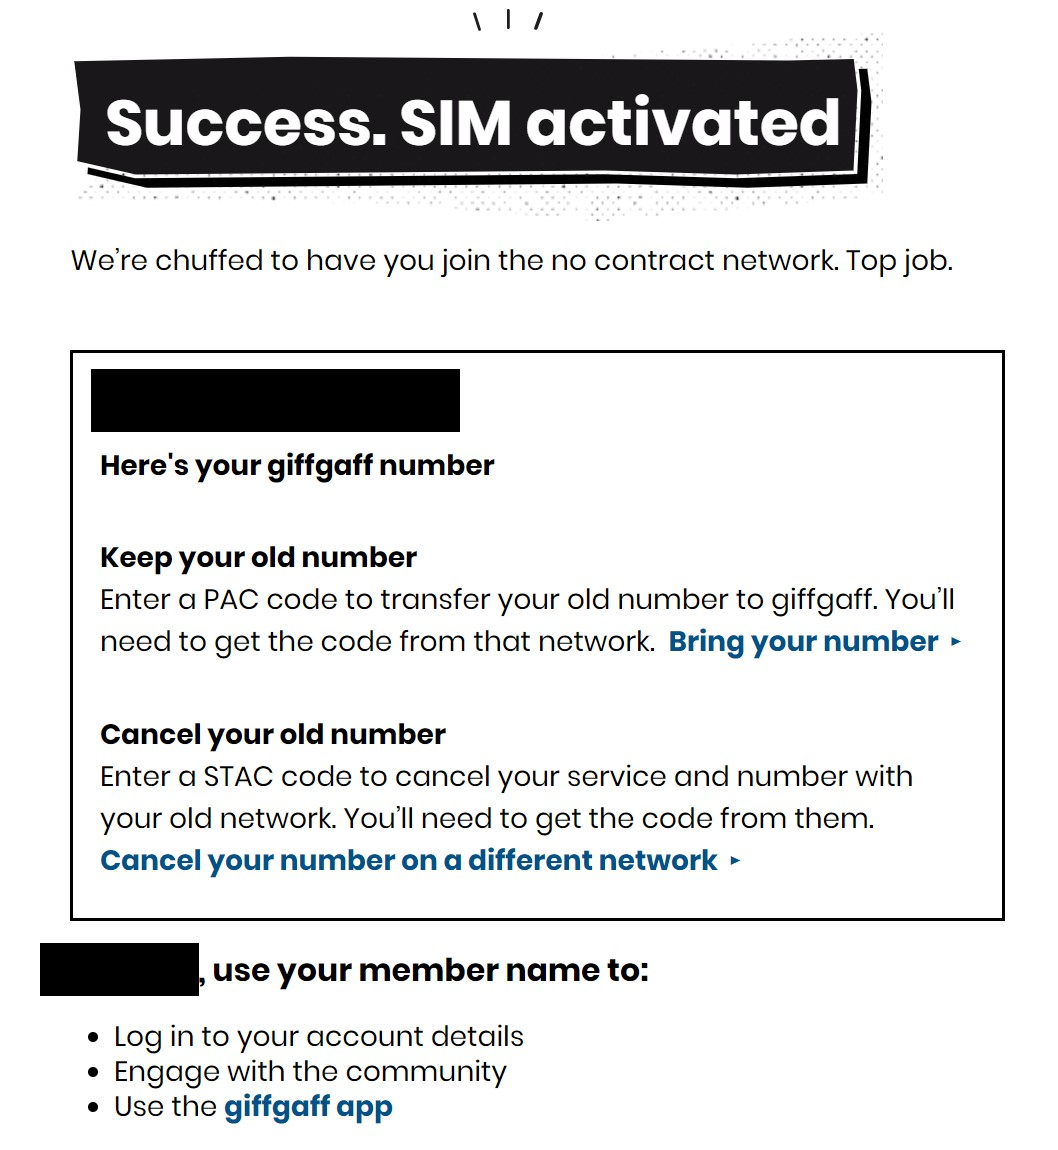 Success. SIM activated
We’re chuffed to have you join the no contract network. Top job.
Here's your giffgaff number
Keep your old number
Enter a PAC code to transfer your old number to giffgaff. You’ll
need to get the code from that network. Bring your number ▸
Cancel your old number
Enter a STAC code to cancel your service and number with
your old network. You’ll need to get the code from them.
Cancel your number on a different network ▸
, use your member name to:
• Log in to your account details
• Engage with the community
• Use the giffgaff app